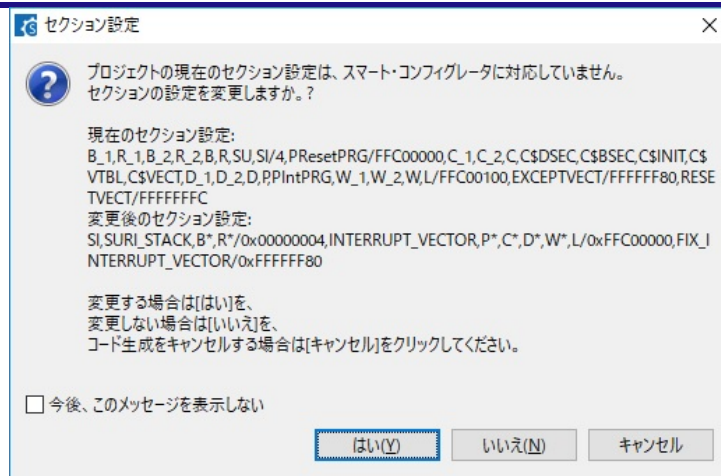 セクション設定
プロジェクトの現在のセクション設定は、スマート・コンフィグレータに対応していません。
セクションの設定を変更しますか。?
現在のセクション設定:
B_1,R_1,B_2,R_2,B,R,SU,SI/4,PResetPRG/FFC00000,C_1,C_2,C,C$DSEC,C$BSEC,C$INIT,C$
VTBL,C$VECT,D_1,D_2,D,P,PIntPRG,W_1,W_2,W,L/FFC00100,EXCEPTVECT/FFFFFF80,RESE
TVECT/FFFFFFFC
変更後のセクション設定:
SI,SURI_STACK,B*,R*/0x00000004,INTERRUPT_VECTOR,P*,C*,D*,W*,L/0xFFC00000,FIX_I
NTERRUPT_VECTOR/0xFFFFFF80
変更する場合は[はい]を、
変更しない場合は[いいえ]を、
コード生成をキャンセルする場合は[キャンセル]をクリックしてください。
今後、このメッセージを表示しない
はい(Y) いいえ(N) キャンセル